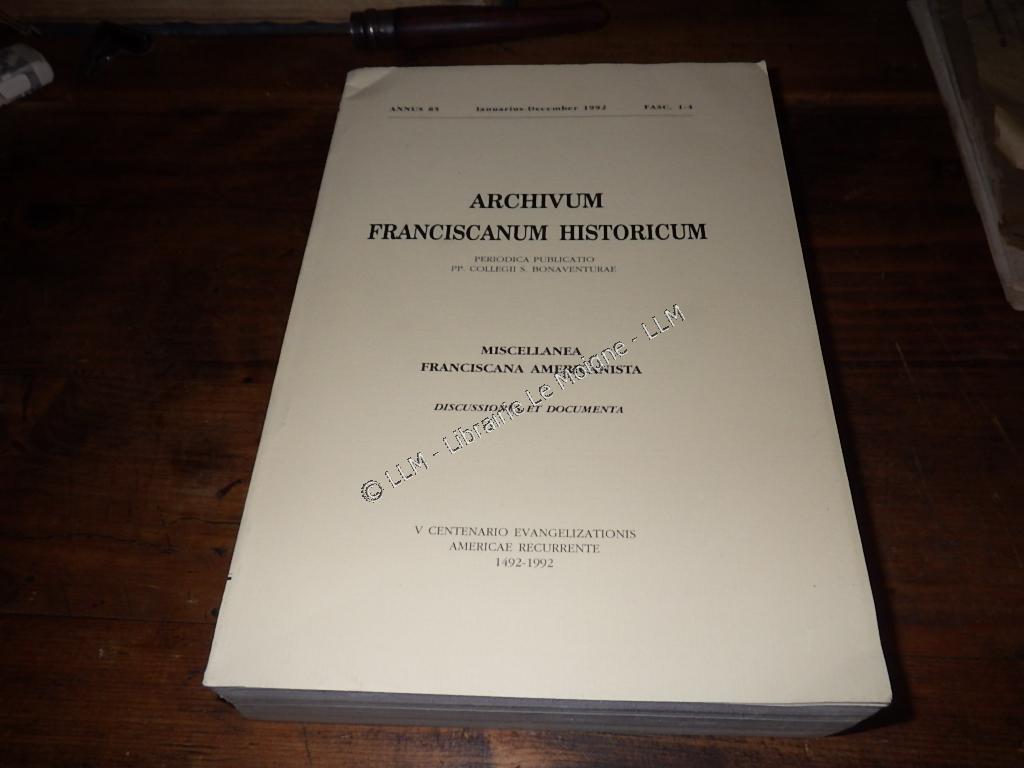 ANNUS 85 Ianuarius-December 1992 FASC. 1-4
ARCHIVUM
FRANCISCANUM HISTORICUM
PERIODICA PUBLICATIO
PP. COLLEGII S. BONAVENTURAE
MISCELLANEA
FRANCISCANA AMERICANISTA
DISCUSSIONES ET DOCUMENTA
© LLM - Librairie Le Moigne - LLM
V CENTENARIO EVANGELIZATIONIS
AMERICAE RECURRENTE
1492-1992